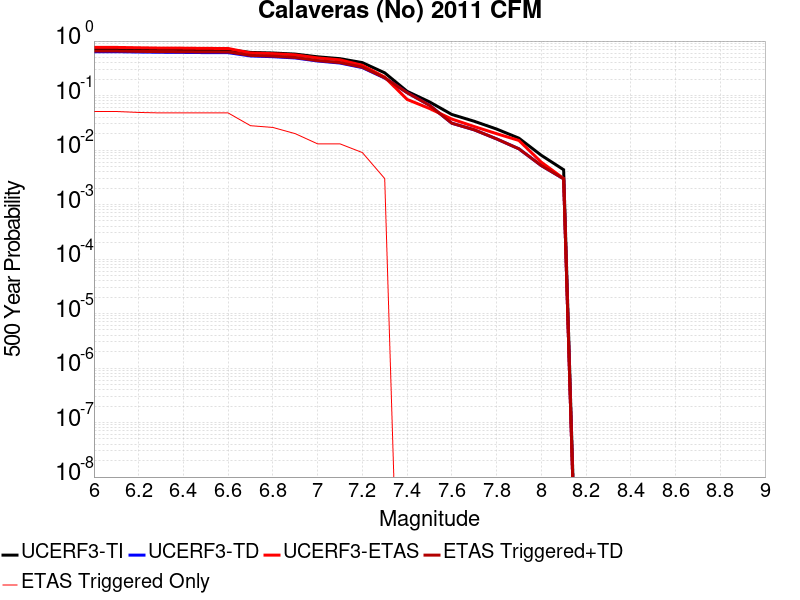 Calaveras (No) 2011 CFM
10^0
10^-1
10^-2
10^-3
10^-4
10^-5
10^-6
10^-7
10^-8
500 Year Probability
6 6.2 6.4 6.6 6.8 7 7.2 7.4 7.6 7.8 8 8.2 8.4 8.6 8.8 9
Magnitude
UCERF3-TI UCERF3-TD UCERF3-ETAS ETAS Triggered+TD
ETAS Triggered Only